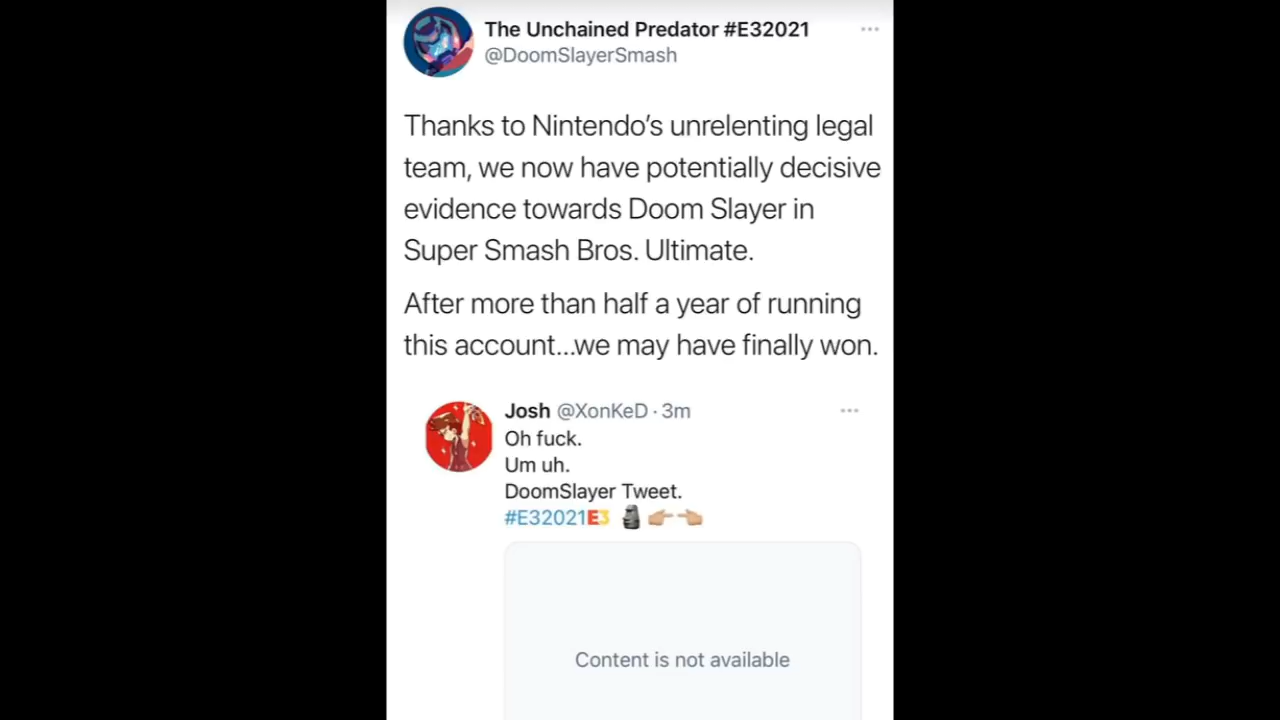 The Unchained Predator #E32021
@DoomSlayerSmash
Thanks to Nintendo’s unrelenting legal
team, we now have potentially decisive
evidence towards Doom Slayer in
Super Smash Bros. Ultimate.
After more than half a year of running
this account...we may have finally won.
Josh @XonKeD · 3m
Oh fuck.
Um uh.
DoomSlayer Tweet.
#E32021E3 🗿👉🏼👈🏼
Content is not available